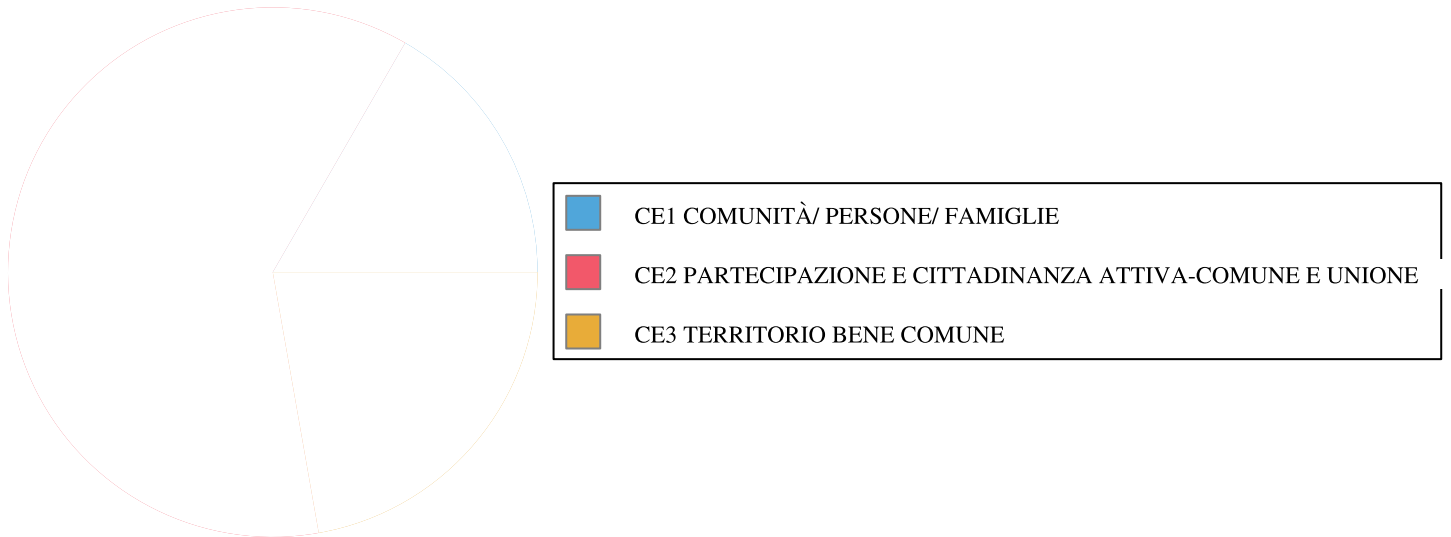 CE1 COMUNITÀ/ PERSONE/ FAMIGLIE
CE2 PARTECIPAZIONE E CITTADINANZA ATTIVA-COMUNE E UNIONE
CE3 TERRITORIO BENE COMUNE